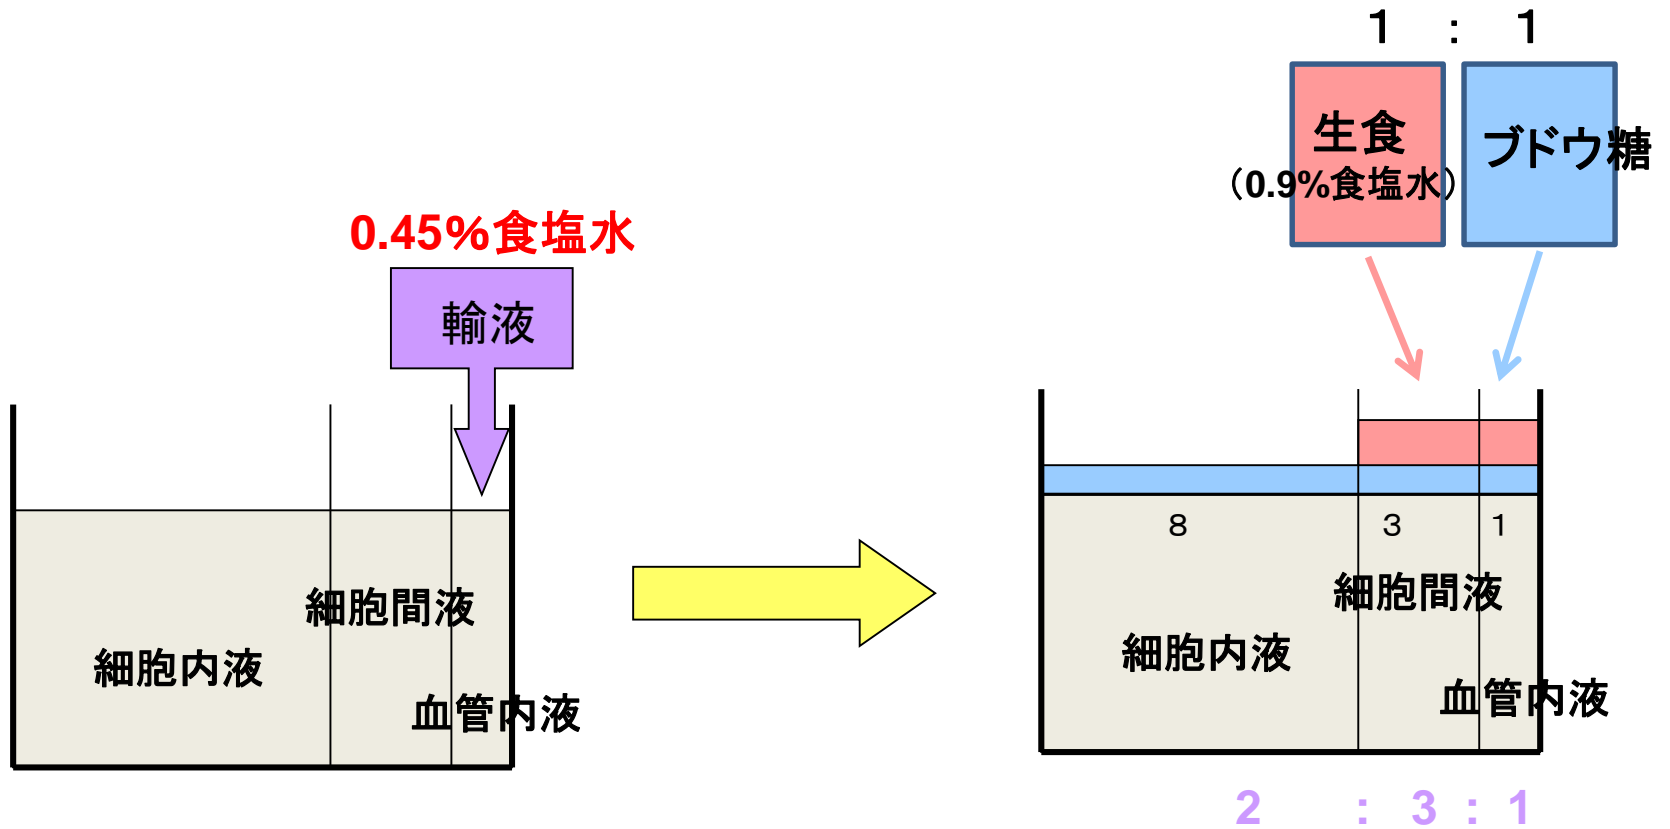 1 : 1
生食
（0.9%食塩水）
ブドウ糖
0.45%食塩水
輸液
細胞間液
細胞内液
血管内液
8 3 1
細胞間液
細胞内液
血管内液
2 : 3 : 1